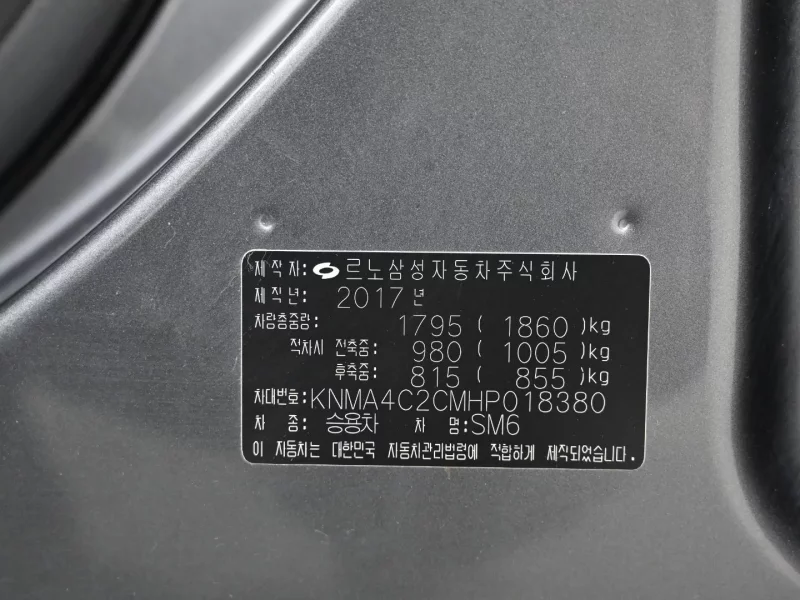 제작자: 르노삼성자동차주식회사
제작년: 2017년
차량총중량: 1795 ( 1860 )kg
적차시 전축중: 980 ( 1005 )kg
후축중: 815 ( 855 )kg
차대번호:KNMA4C2CMHP018380
차 종: 승용차 차 명:SM6
이 자동차는 대한민국 자동차관리법령에 적합하게 제작되었습니다.